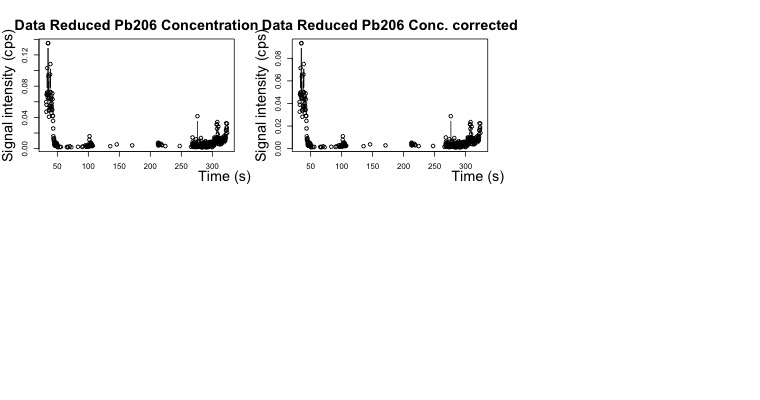 Data Reduced Pb206 Concentration
Signal intensity (cps)
0.00 0.04 0.08 0.12
50 100 150 200 250 300
Time (s)
Data Reduced Pb206 Conc. corrected
Signal intensity (cps)
0.00 0.02 0.04 0.06 0.08
50 100 150 200 250 300
Time (s)